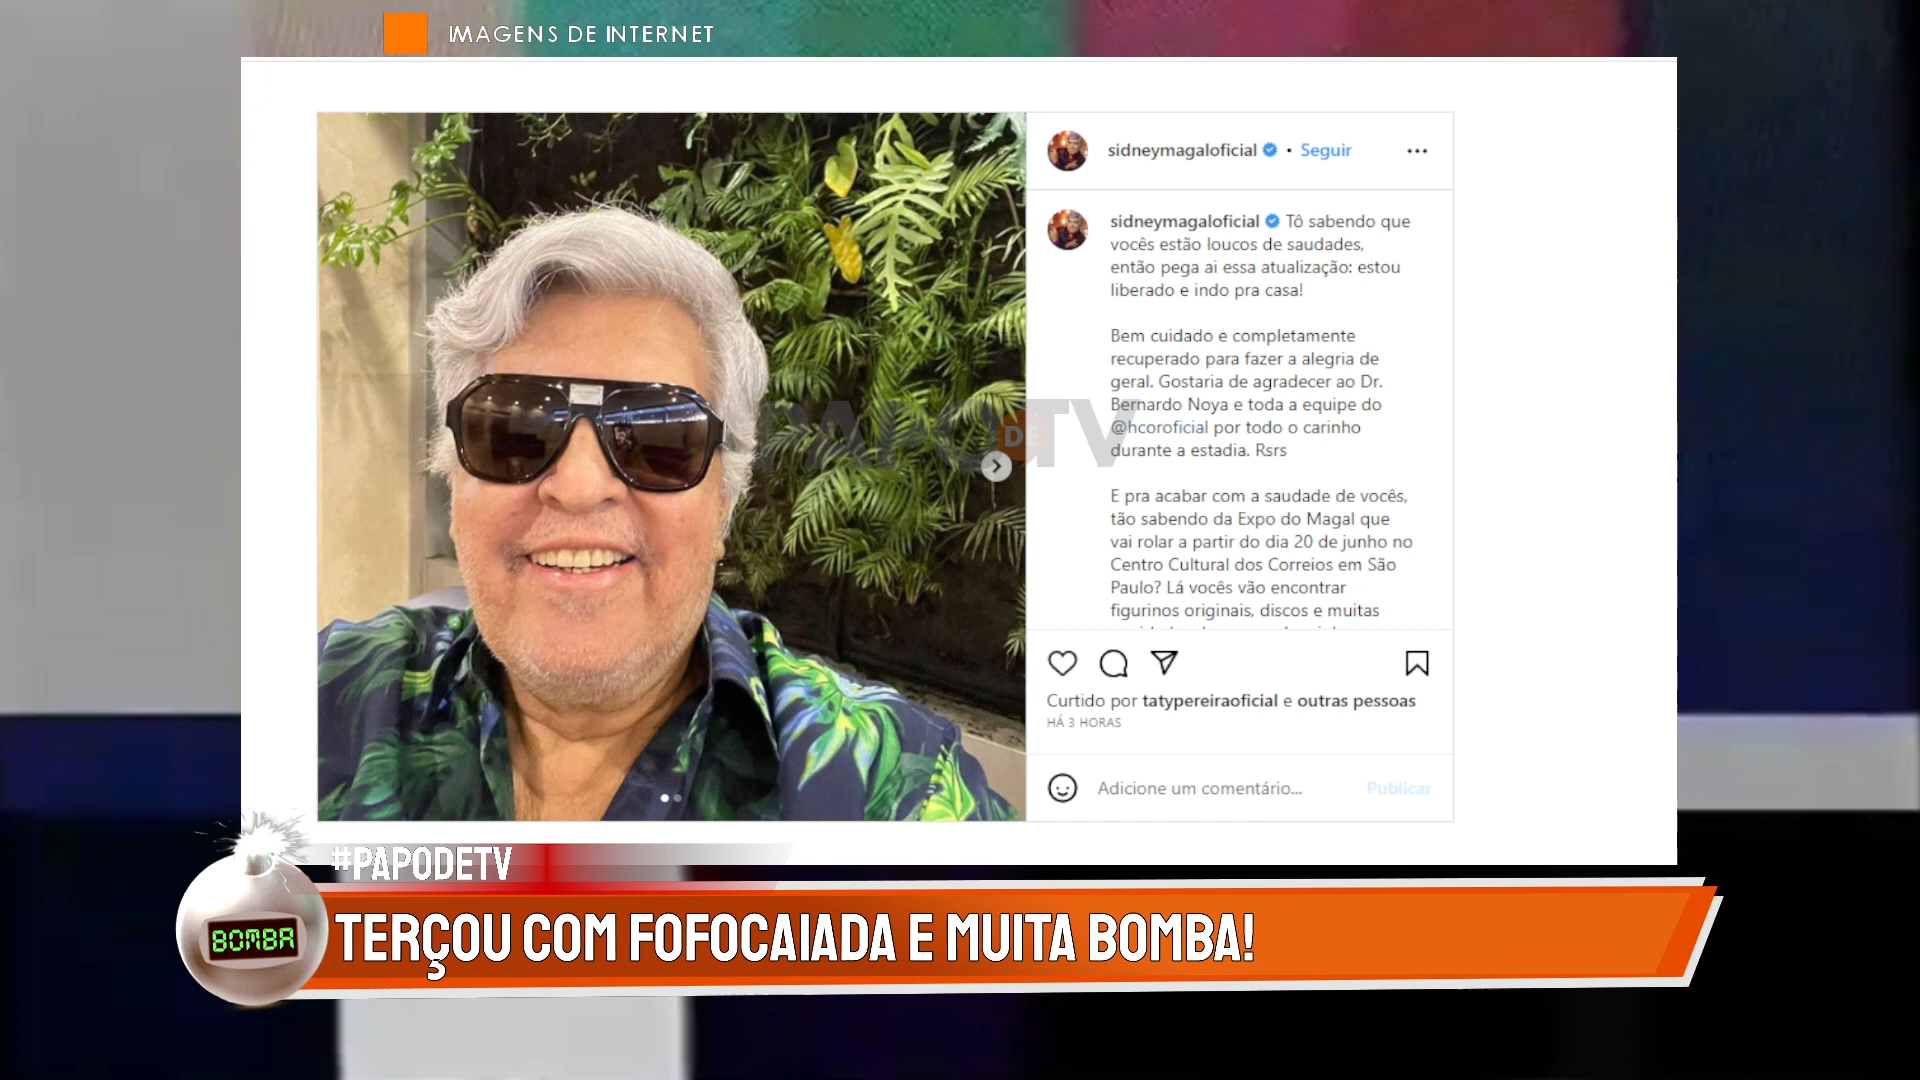 IMAGENS DE INTERNET
sidneymagaloficial • Seguir
sidneymagaloficial Tô sabendo que
vocês estão loucos de saudades,
então pega ai essa atualização: estou
liberado e indo pra casa!
Bem cuidado e completamente
recuperado para fazer a alegria de
geral. Gostaria de agradecer ao Dr.
Bernardo Noya e toda a equipe do
@hcoroficial por todo o carinho
durante a estadia. Rsrs
E pra acabar com a saudade de vocês,
tão sabendo da Expo do Magal que
vai rolar a partir do dia 20 de junho no
Centro Cultural dos Correios em São
Paulo? Lá vocês vão encontrar
figurinos originais, discos e muitas
PAPO DE TV
Curtido por tatypereiraoficial e outras pessoas
HÁ 3 HORAS
Adicione um comentário... Publicar
#PAPODETV
BOMBA
TERÇOU COM FOFOCAIADA E MUITA BOMBA!